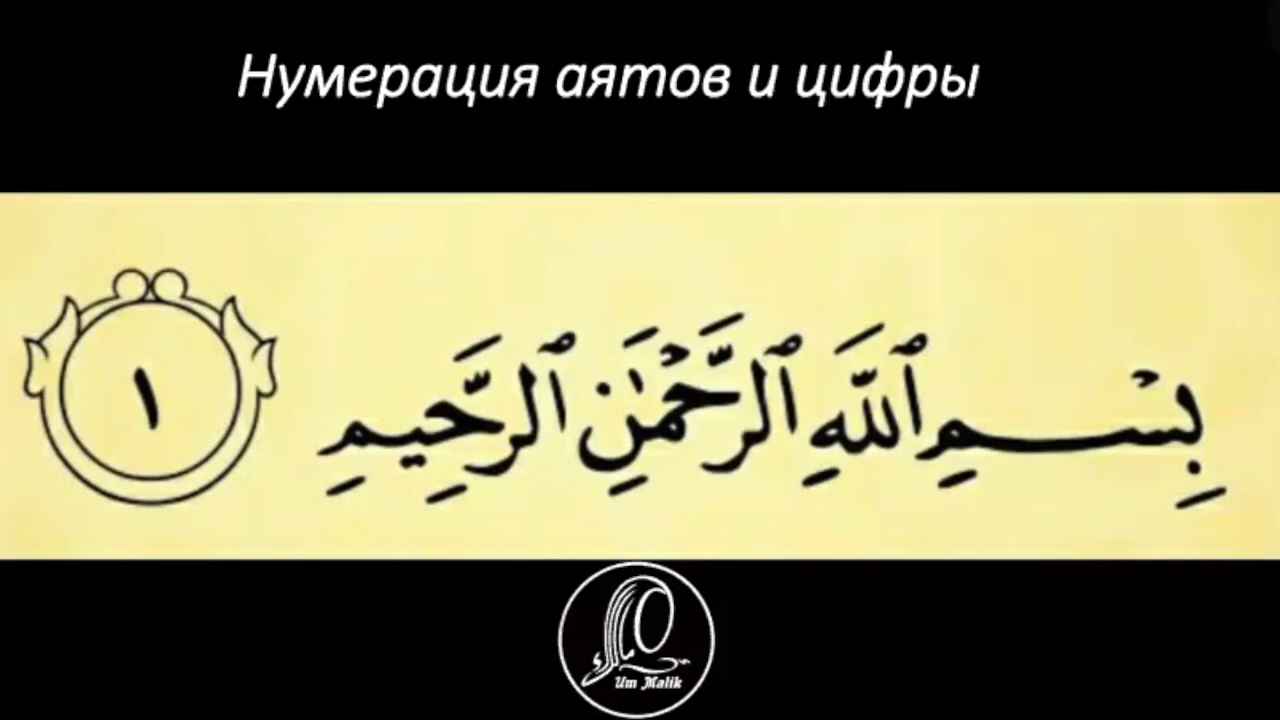 Нумерация аятов и цифры
بِسْمِ ٱللَّهِ ٱلرَّحْمَٰنِ ٱلرَّحِيمِ ١
Um Malik